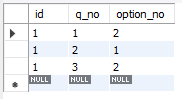 id q_no option_no
1 1 2
1 2 1
1 3 2
NULL NULL NULL